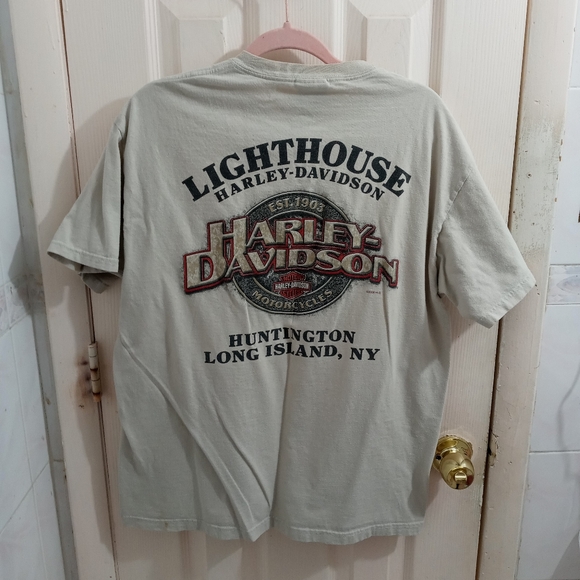 LIGHTHOUSE
HARLEY-DAVIDSON
EST. 1903
HARLEY-
DAVIDSON
HARLEY-DAVIDSON
MOTORCYCLES
HUNTINGTON
LONG ISLAND, NY